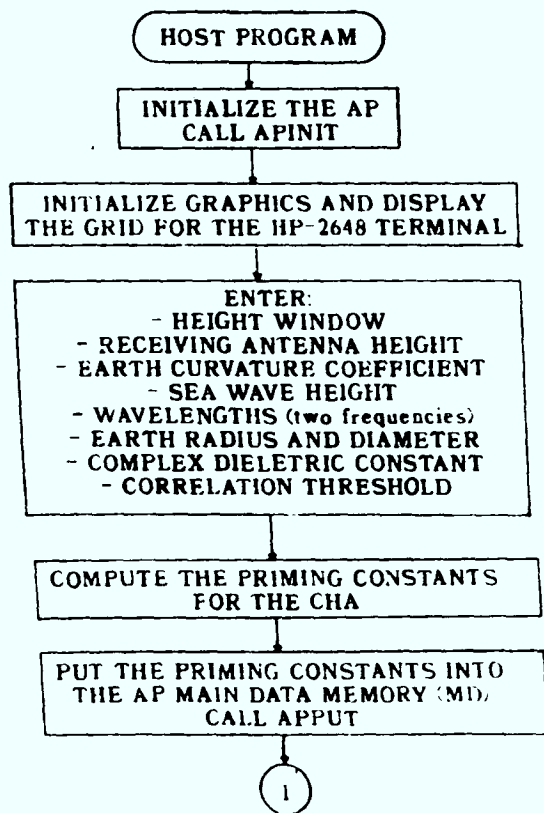 HOST PROGRAM
INITIALIZE THE AP
CALL APINIT
INITIALIZE GRAPHICS AND DISPLAY
THE GRID FOR THE HP-2648 TERMINAL
ENTER:
- HEIGHT WINDOW
- RECEIVING ANTENNA HEIGHT
- EARTH CURVATURE COEFFICIENT
- SEA WAVE HEIGHT
- WAVELENGTHS (two frequencies)
- EARTH RADIUS AND DIAMETER
- COMPLEX DIELETRIC CONSTANT
- CORRELATION THRESHOLD
COMPUTE THE PRIMING CONSTANTS
FOR THE CHA
PUT THE PRIMING CONSTANTS INTO
THE AP MAIN DATA MEMORY (MD)
CALL APPUT
1